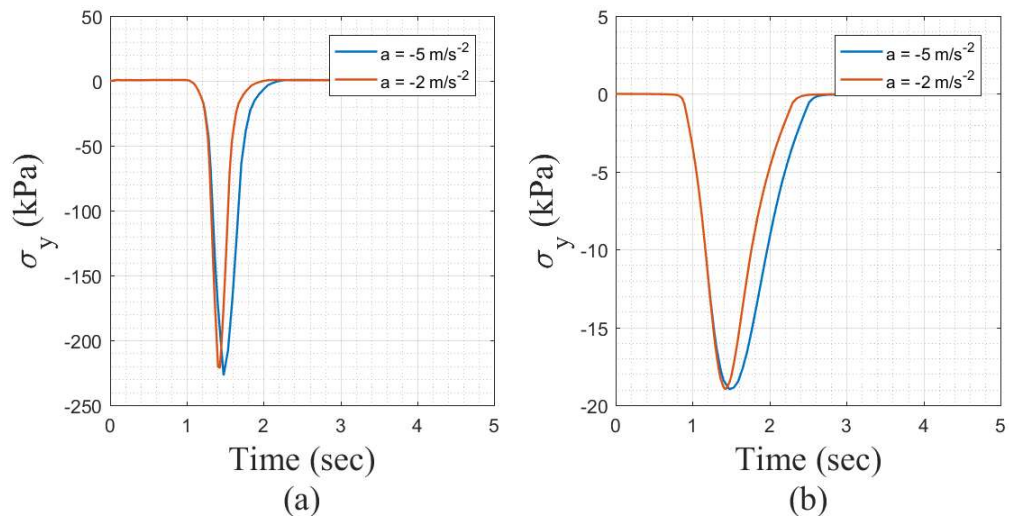 50
0
-50
-100
-150
-200
-250
σy (kPa)
a = -5 m/s-2
a = -2 m/s-2
0 1 2 3 4 5
Time (sec)
(a)
5
0
-5
-10
-15
-20
σy (kPa)
a = -5 m/s-2
a = -2 m/s-2
0 1 2 3 4 5
Time (sec)
(b)